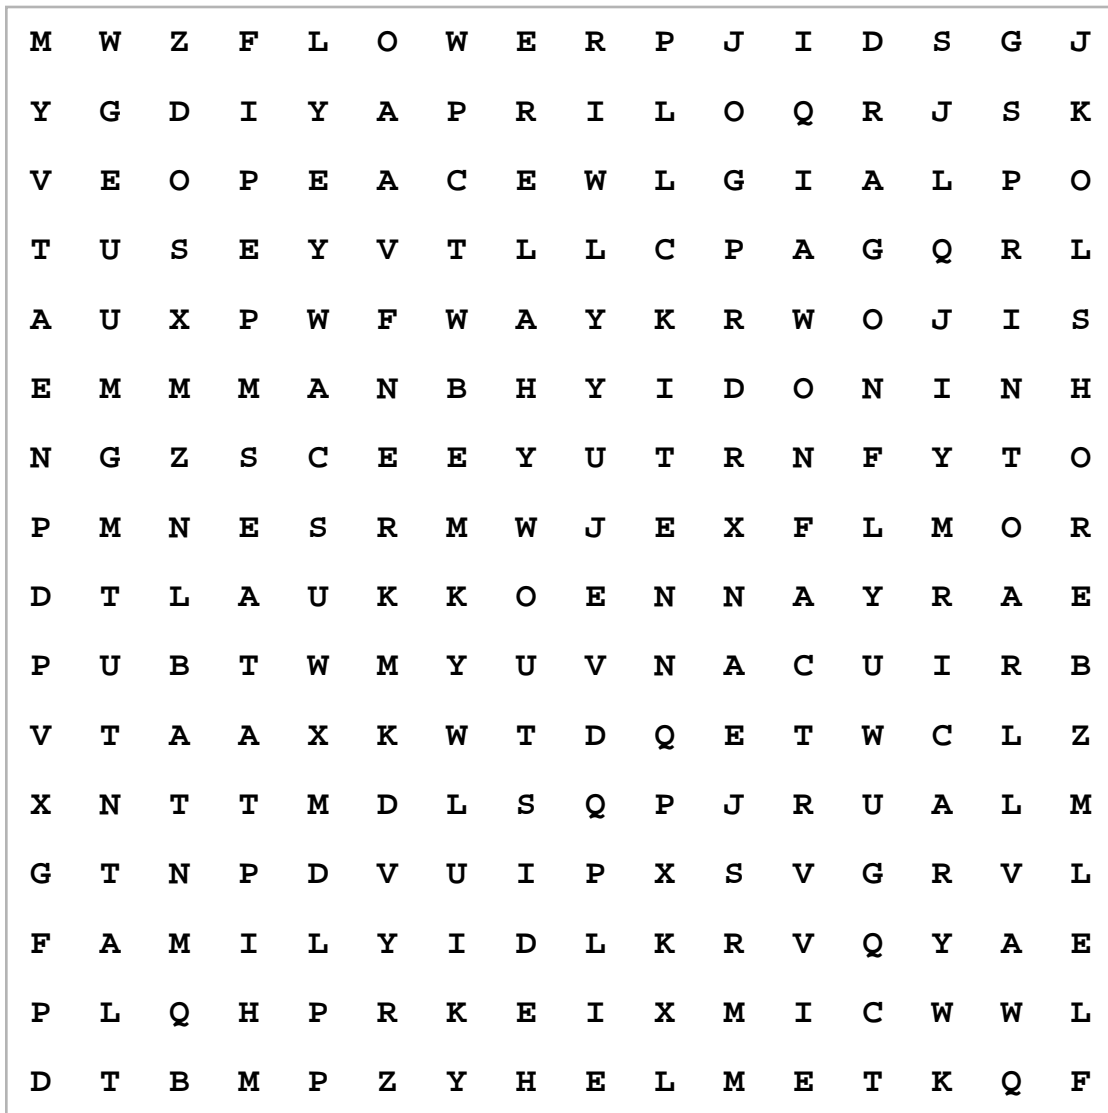 M W Z F L O W E R P J I D S G J
Y G D I Y A P R I L O Q R J S K
V E O P E A C E W L G I A L P O
T U S E Y V T L L C P A G Q R L
A U X P W F W A Y K R W O J I S
E M M M A N B H Y I D O N I N H
N G Z S C E E Y U T R N F Y T O
P M N E S R M W J E X F L M O R
D T L A U K K O E N N A Y R A E
P U B T W M Y U V N A C U I R B
V T A A X K W T D Q E T W C L Z
X N T T M D L S Q P J R U A L M
G T N P D V U I P X S V G R V L
F A M I L Y I D L K R V Q Y A E
P L Q H P R K E I X M I C W W L
D T B M P Z Y H E L M E T K Q F